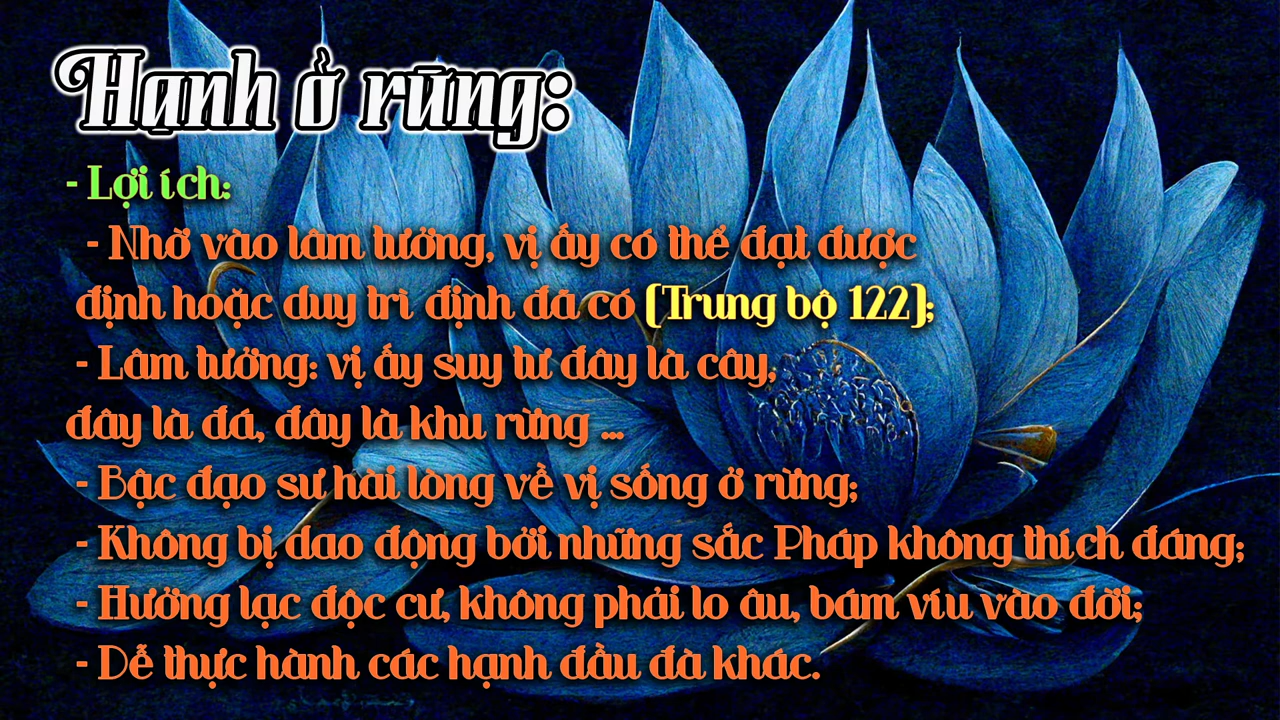 Hạnh ở rừng:
- Lợi ích:
- Nhờ vào lâm tưởng, vị ấy có thể đạt được
định hoặc duy trì định đã có (Trung bộ 122);
- Lâm tưởng: vị ấy suy tư đây là cây,
đây là đá, đây là khu rừng ...
- Bậc đạo sư hài lòng về vị sống ở rừng;
- Không bị dao động bởi những sắc Pháp không thích đáng;
- Hưởng lạc độc cư, không phải lo âu, bám víu vào đời;
- Dễ thực hành các hạnh đầu đà khác.